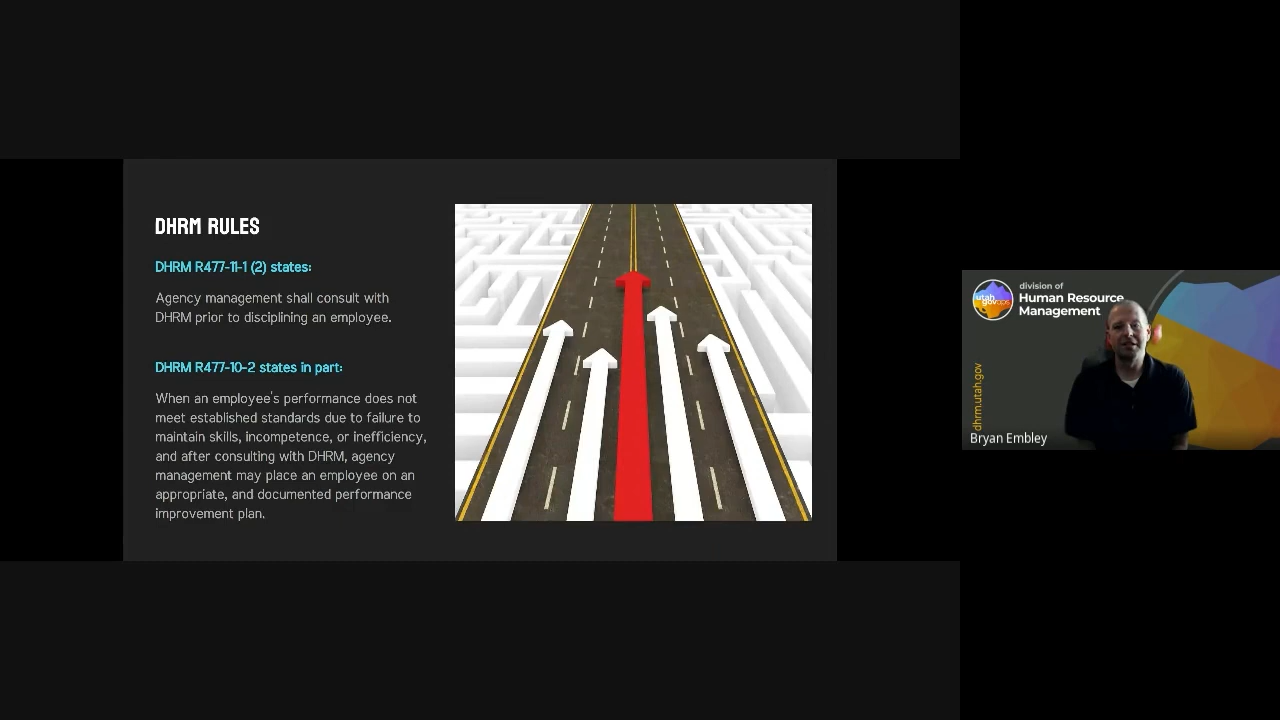 DHRM RULES
DHRM R477-11-1 (2) states:
Agency management shall consult with
DHRM prior to disciplining an employee.
DHRM R477-10-2 states in part:
When an employee's performance does not
meet established standards due to failure to
maintain skills, incompetence, or inefficiency,
and after consulting with DHRM, agency
management may place an employee on an
appropriate, and documented performance
improvement plan.
division of
Human Resource
Management
utah
govops
dhrm.utah.gov
Bryan Embley